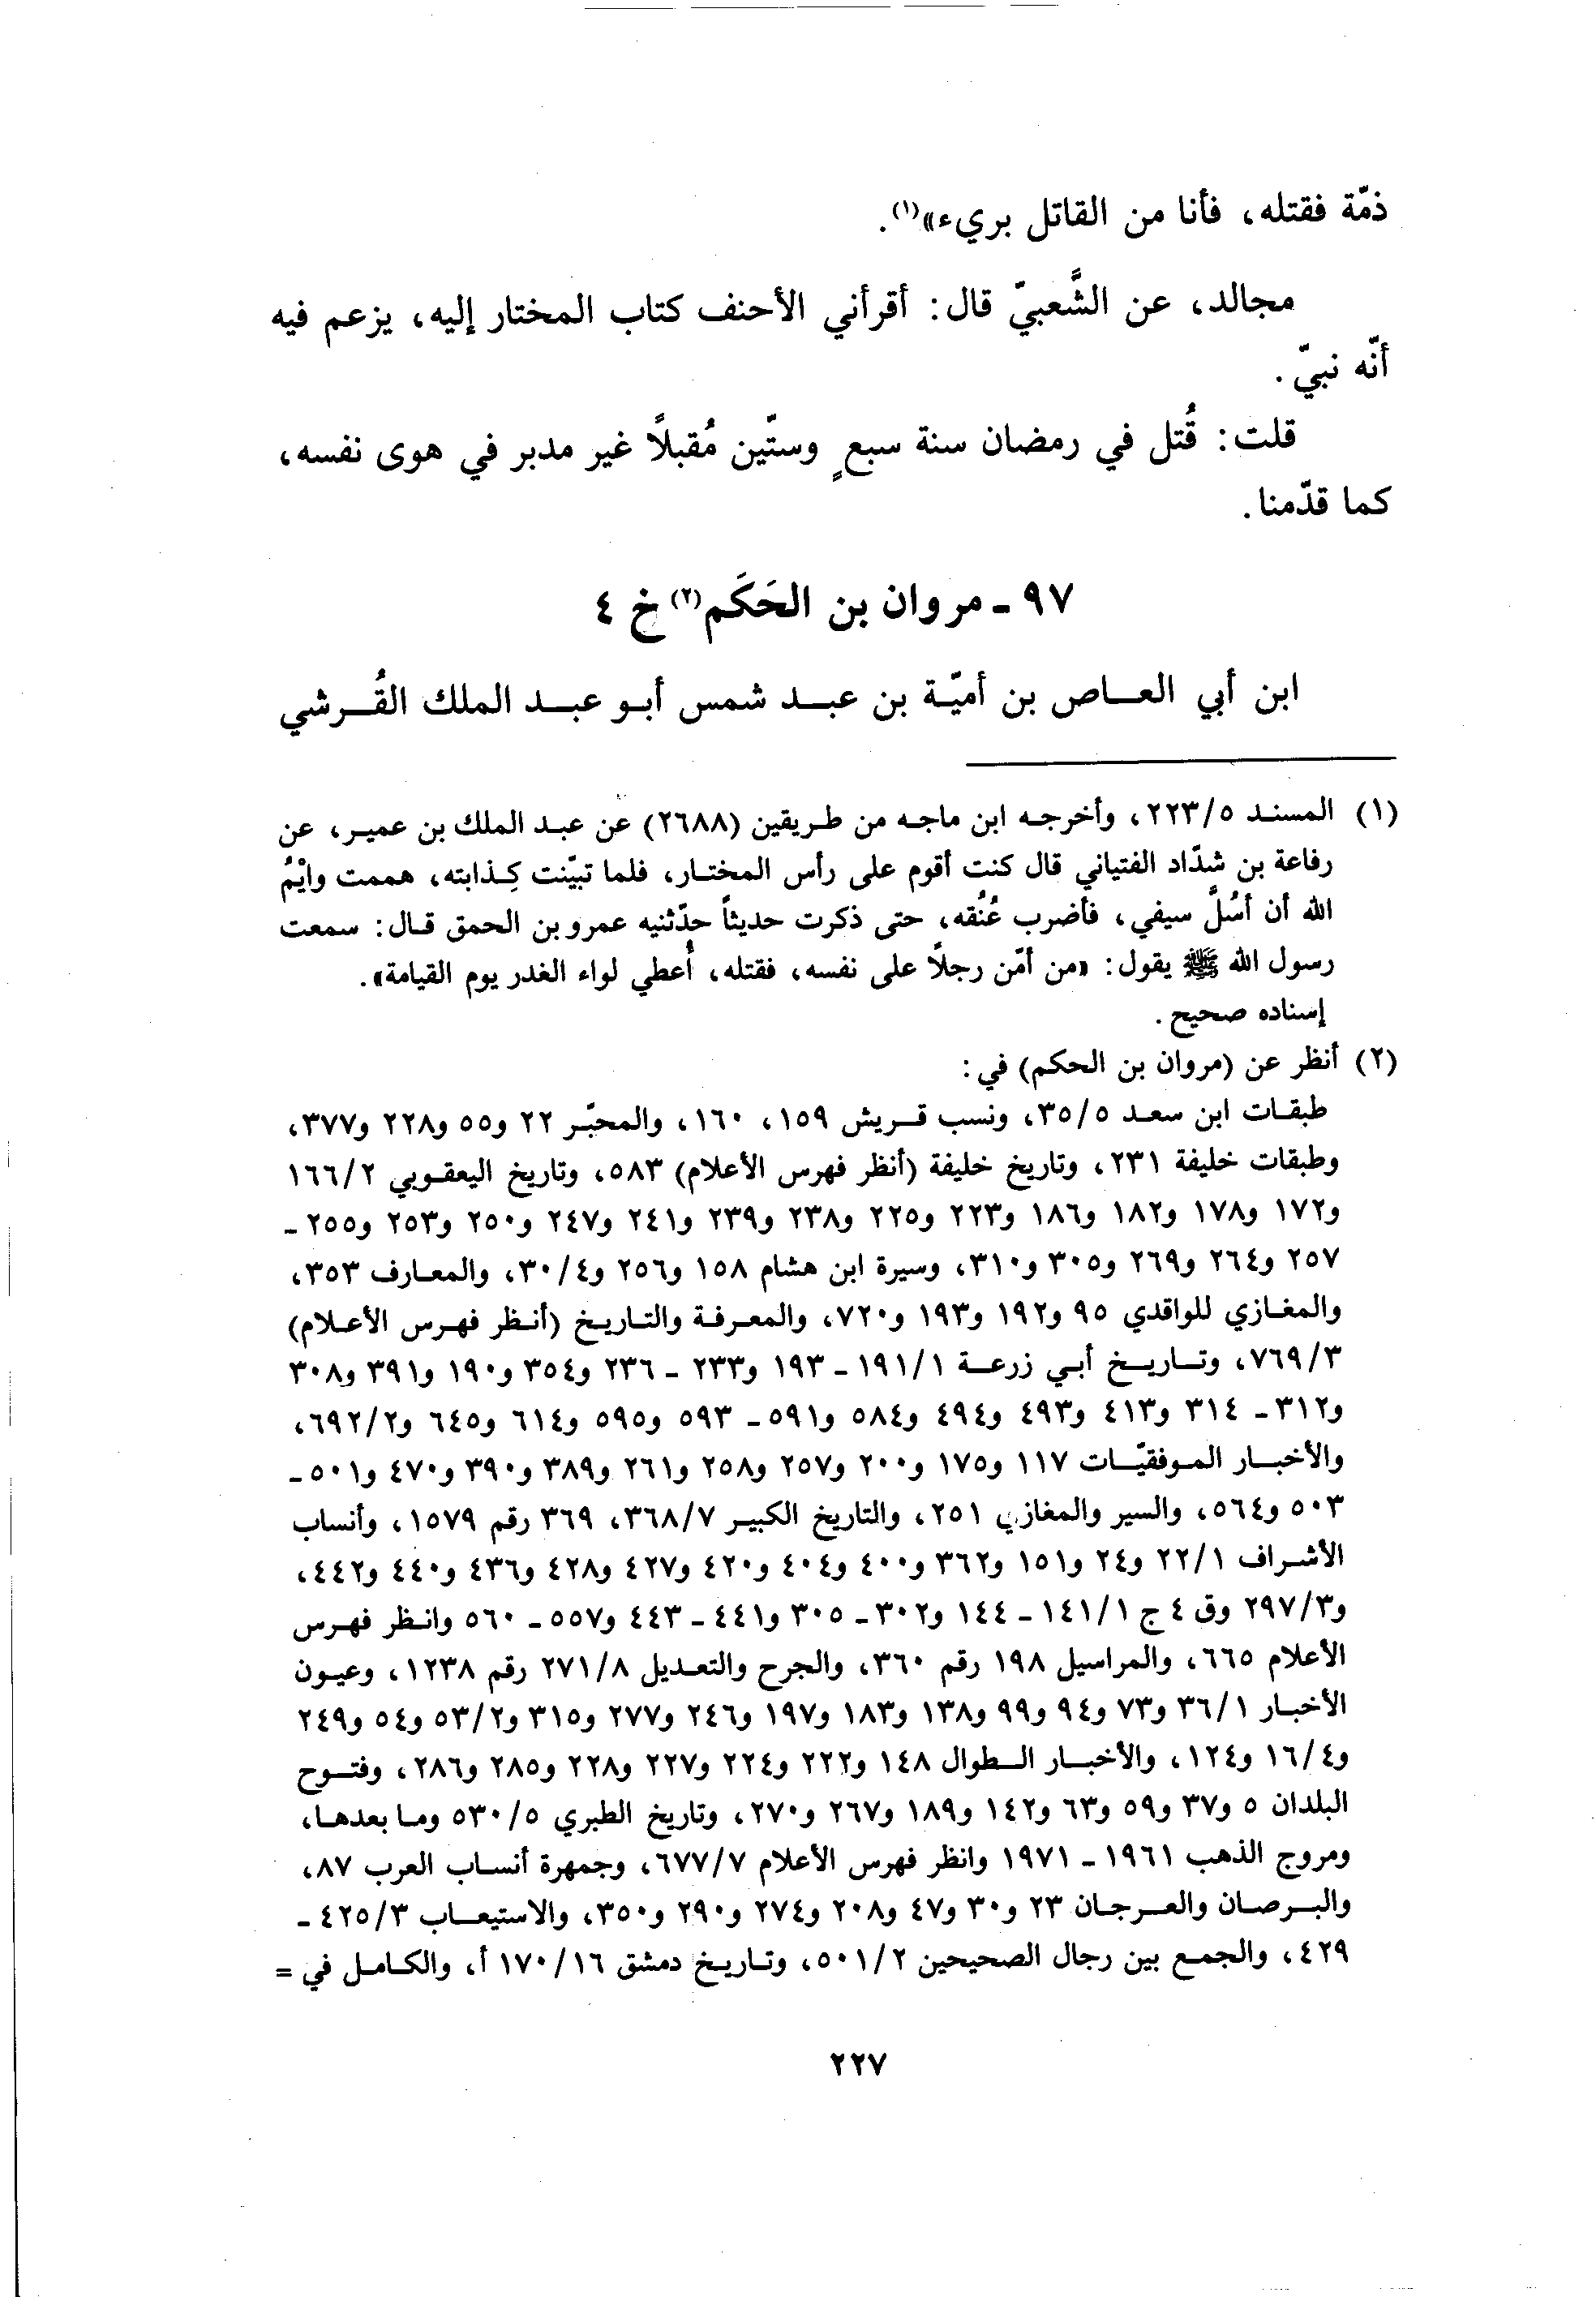 ذمّة فقتله، فأنا من القاتل بريء»(١).
مجالد، عن الشَّعبيّ قال: أقرأني الأحنف كتاب المختار إليه، يزعم فيه
أنّه نبيّ.
قلت: قُتل في رمضان سنة سبعٍ وستّين مُقبلاً غير مدبر في هوى نفسه،
كما قدّمنا.
٩٧ - مروان بن الحَكَم(٢) خ ٤
ابن أبي العاص بن أميّة بن عبد شمس أبو عبد الملك القُرشي
(١) المسند ٢٢٣/٥، وأخرجه ابن ماجه من طريقين (٢٦٨٨) عن عبد الملك بن عمير، عن
رفاعة بن شدّاد الفتياني قال كنت أقوم على رأس المختار، فلما تبيّنت كِذابته، هممت وايْمُ
الله أن أسُلَّ سيفي، فأضرب عُنُقه، حتى ذكرت حديثاً حدّثنيه عمرو بن الحمق قال: سمعت
رسول الله ﷺ يقول: «من أمّن رجلاً على نفسه، فقتله، أُعطي لواء الغدر يوم القيامة».
إسناده صحيح.
(٢) أنظر عن (مروان بن الحكم) في:
طبقات ابن سعد ٣٥/٥، ونسب قريش ١٥٩، ١٦٠، والمحبّر ٢٢ و٥٥ و٢٢٨ و٣٧٧،
وطبقات خليفة ٢٣١، وتاريخ خليفة (أنظر فهرس الأعلام) ٥٨٣، وتاريخ اليعقوبي ١٦٦/٢
و١٧٢ و١٧٨ و١٨٢ و١٨٦ و٢٢٣ و٢٢٥ و٢٣٨ و٢٣٩ و٢٤١ و٢٤٧ و٢٥٠ و٢٥٣ و٢٥٥ -
٢٥٧ و٢٦٤ و٢٦٩ و٣٠٥ و٣١٠، وسيرة ابن هشام ١٥٨ و٢٥٦ و٣٠/٤، والمعارف ٣٥٣،
والمغازي للواقدي ٩٥ و١٩٢ و١٩٣ و٧٢٠، والمعرفة والتاريخ (أنظر فهرس الأعلام)
٧٦٩/٣، وتاريخ أبي زرعة ١٩١/١ - ١٩٣ و٢٣٣ - ٢٣٦ و٣٥٤ و١٩٠ و٣٩١ و٣٠٨
و٣١٢ - ٣١٤ و٤١٣ و٤٩٣ و٤٩٤ و٥٨٤ و٥٩١ - ٥٩٣ و٥٩٥ و٦١٤ و٦٤٥ و٦٩٢/٢،
والأخبار الموفقيّات ١١٧ و١٧٥ و٢٠٠ و٢٥٧ و٢٥٨ و٢٦١ و٣٨٩ و٣٩٠ و٤٧٠ و٥٠١ -
٥٠٣ و٥٦٤، والسير والمغازي ٢٥١، والتاريخ الكبير ٣٦٨/٧، ٣٦٩ رقم ١٥٧٩، وأنساب
الأشراف ٢٢/١ و٢٤ و١٥١ و٣٦٢ و٤٠٠ و٤٠٤ و٤٢٠ و٤٢٧ و٤٢٨ و٤٣٦ و٤٤٠ و٤٤٢،
و٢٩٧/٣ وق ٤ ج ١٤١/١ - ١٤٤ و٣٠٢ - ٣٠٥ و٤٤١ - ٤٤٣ و٥٥٧ - ٥٦٠ وانظر فهرس
الأعلام ٦٦٥، والمراسيل ١٩٨ رقم ٣٦٠، والجرح والتعديل ٢٧١/٨ رقم ١٢٣٨، وعيون
الأخبار ٣٦/١ و٧٣ و٩٤ و٩٩ و١٣٨ و١٨٣ و١٩٧ و٢٤٦ و٢٧٧ و٣١٥ و٥٣/٢ و٥٤ و٢٤٩
و١٦/٤ و١٢٤، والأخبار الطوال ١٤٨ و٢٢٢ و٢٢٤ و٢٢٧ و٢٢٨ و٢٨٥ و٢٨٦، وفتوح
البلدان ٥ و٣٧ و٥٩ و٦٣ و١٤٢ و١٨٩ و٢٦٧ و٢٧٠، وتاريخ الطبري ٥٣٠/٥ وما بعدها،
ومروج الذهب ١٩٦١ - ١٩٧١ وانظر فهرس الأعلام ٦٧٧/٧، وجمهرة أنساب العرب ٨٧،
والبرصان والعرجان ٢٣ و٣٠ و٤٧ و٢٠٨ و٢٧٤ و٢٩٠ و٣٥٠، والاستيعاب ٤٢٥/٣ -
٤٢٩، والجمع بين رجال الصحيحين ٥٠١/٢، وتاريخ دمشق ١٧٠/١٦ أ، والكامل في =
٢٢٧